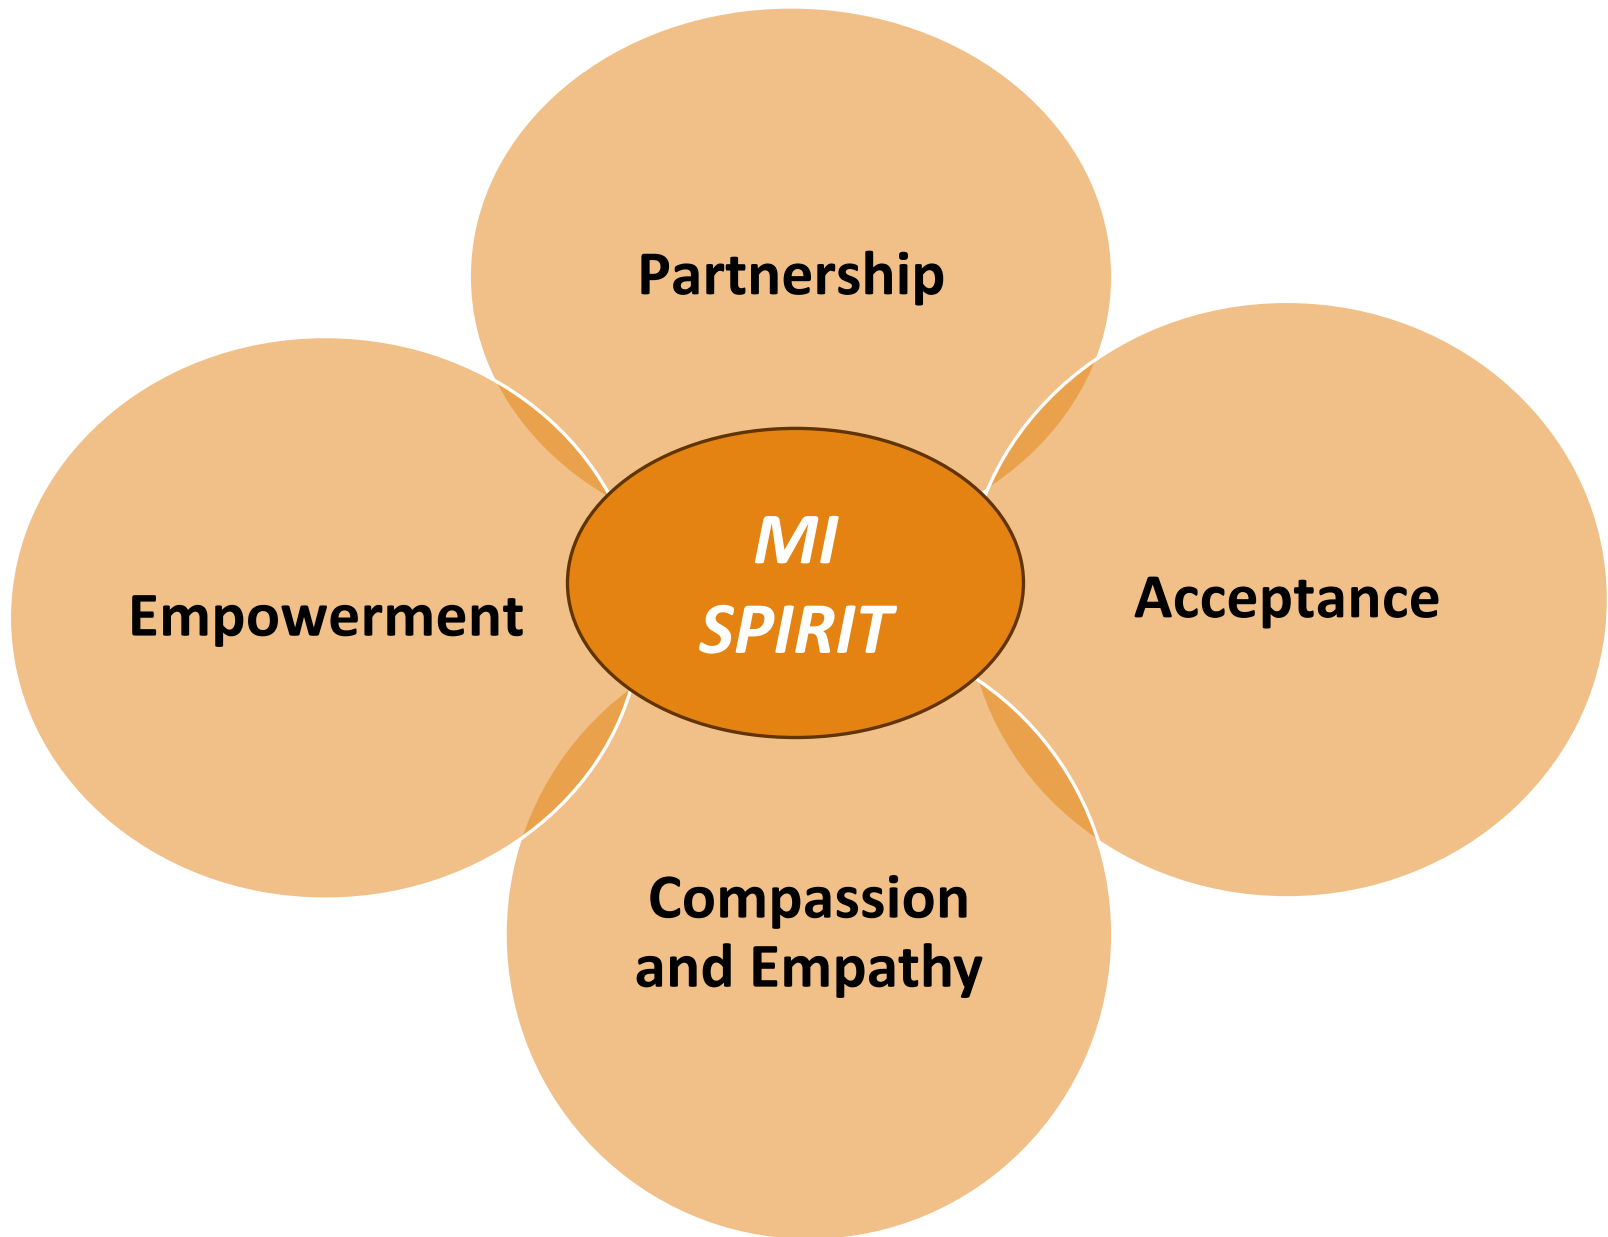 Partnership
Empowerment
MI
SPIRIT
Acceptance
Compassion
and Empathy